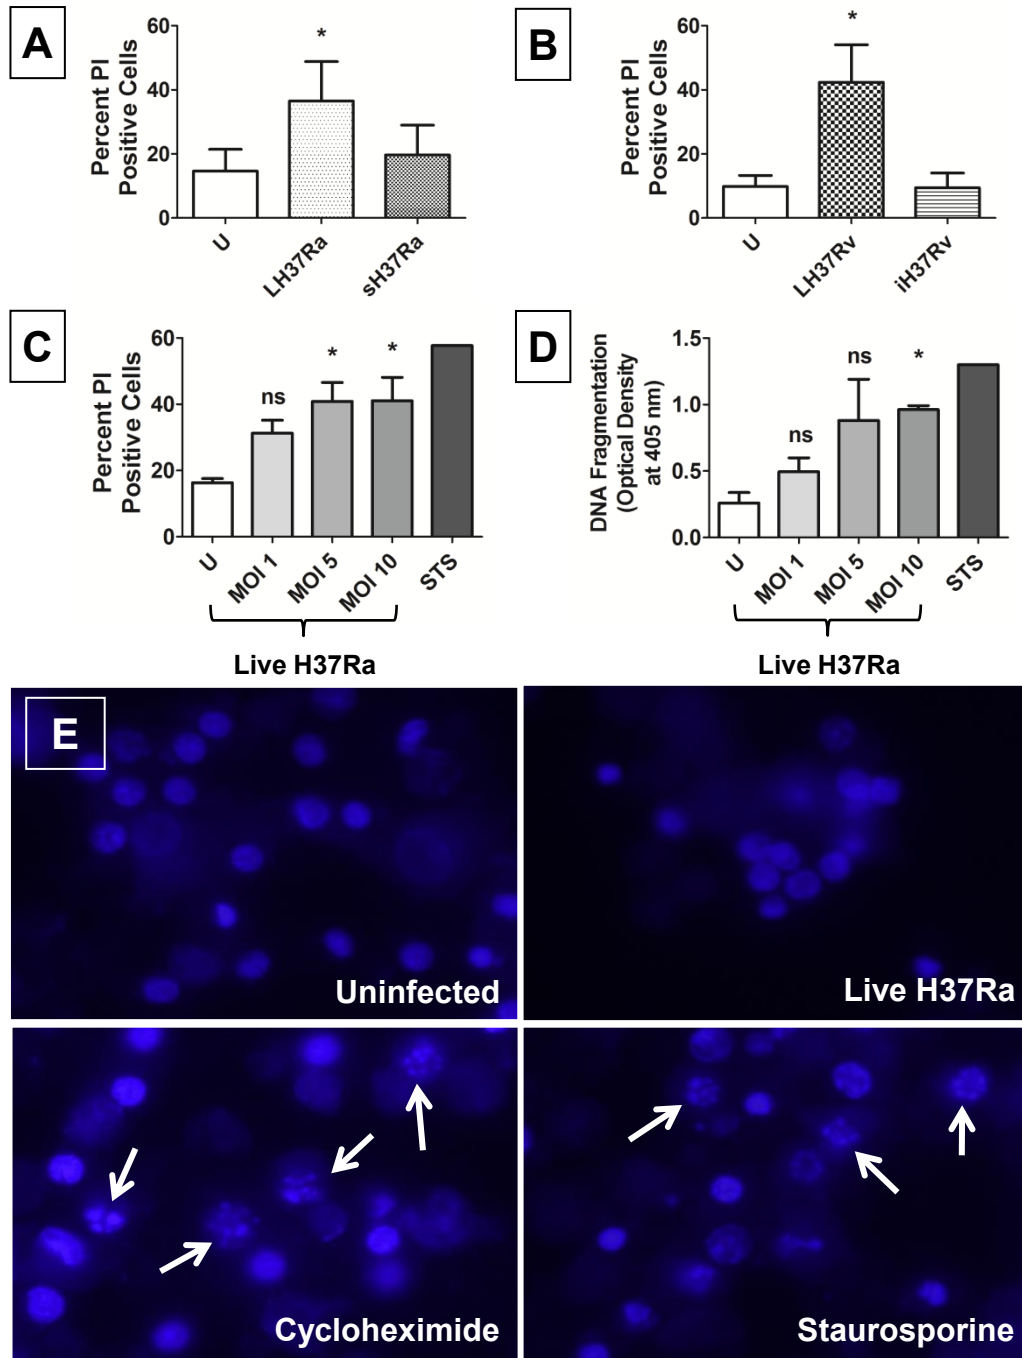 A
Percent PI
Positive Cells
60
40
20
0
*
U
LH37Ra
sH37Ra
B
Percent PI
Positive Cells
60
40
20
0
*
U
LH37Rv
iH37Rv
C
Percent PI
Positive Cells
60
40
20
0
ns
*
*
U
MOI 1
MOI 5
MOI 10
STS
Live H37Ra
D
DNA Fragmentation
(Optical Density
at 405 nm)
1.5
1.0
0.5
0.0
ns
ns
*
U
MOI 1
MOI 5
MOI 10
STS
Live H37Ra
E
Uninfected
Live H37Ra
Cycloheximide
Staurosporine